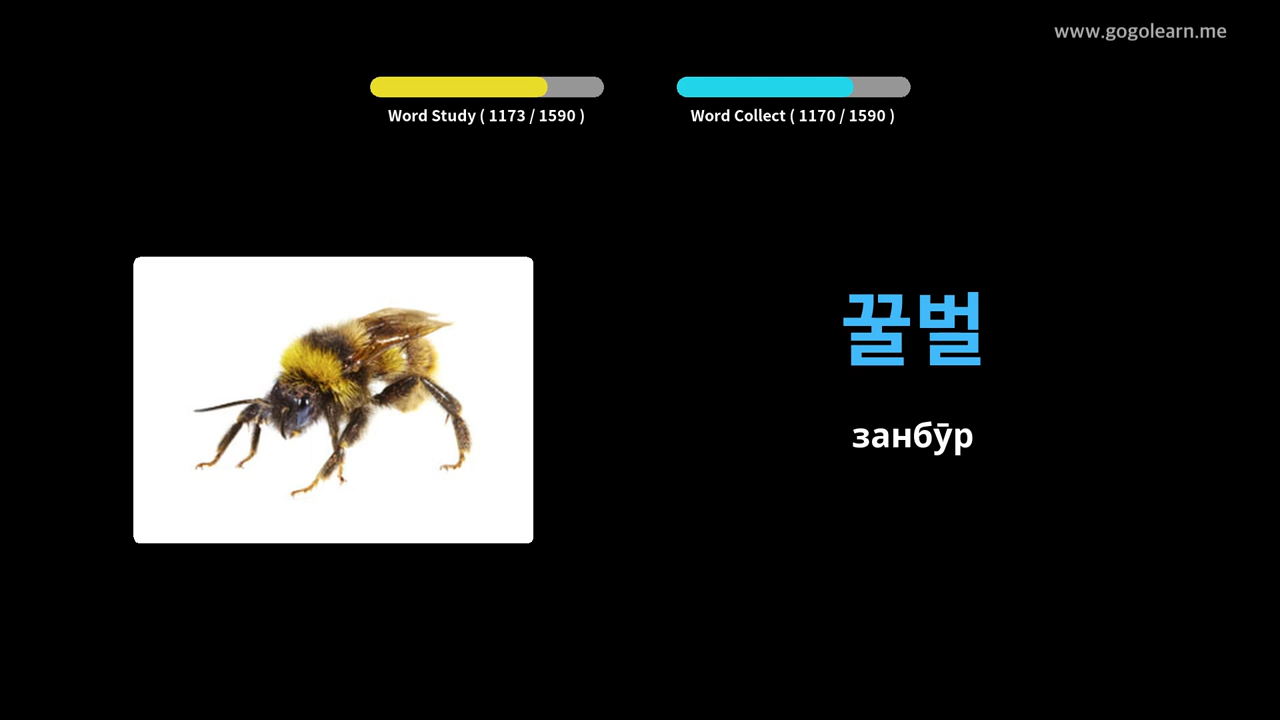 www.gogolearn.me
Word Study ( 1173 / 1590 )
Word Collect ( 1170 / 1590 )
꿀벌
занбӯр